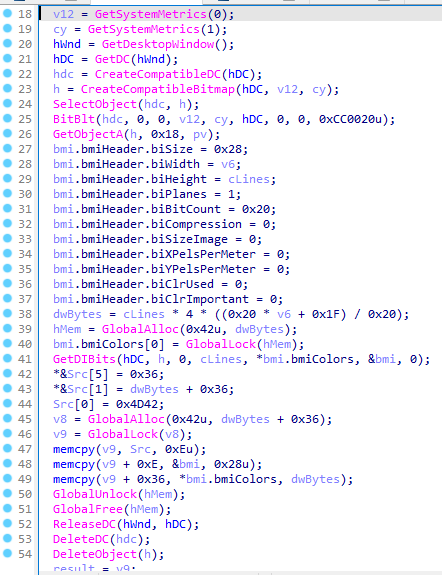 18 v12 = GetSystemMetrics(0);
19 cy = GetSystemMetrics(1);
20 hWnd = GetDesktopWindow();
21 hDC = GetDC(hWnd);
22 hdc = CreateCompatibleDC(hDC);
23 h = CreateCompatibleBitmap(hDC, v12, cy);
24 SelectObject(hdc, h);
25 BitBlt(hdc, 0, 0, v12, cy, hDC, 0, 0, 0xCC0020u);
26 GetObjectA(h, 0x18, pv);
27 bmi.bmiHeader.biSize = 0x28;
28 bmi.bmiHeader.biWidth = v6;
29 bmi.bmiHeader.biHeight = cLines;
30 bmi.bmiHeader.biPlanes = 1;
31 bmi.bmiHeader.biBitCount = 0x20;
32 bmi.bmiHeader.biCompression = 0;
33 bmi.bmiHeader.biSizeImage = 0;
34 bmi.bmiHeader.biXPelsPerMeter = 0;
35 bmi.bmiHeader.biYPelsPerMeter = 0;
36 bmi.bmiHeader.biClrUsed = 0;
37 bmi.bmiHeader.biClrImportant = 0;
38 dwBytes = cLines * 4 * ((0x20 * v6 + 0x1F) / 0x20);
39 hMem = GlobalAlloc(0x42u, dwBytes);
40 bmi.bmiColors[0] = GlobalLock(hMem);
41 GetDIBits(hDC, h, 0, cLines, *bmi.bmiColors, &bmi, 0);
42 *&Src[5] = 0x36;
43 *&Src[1] = dwBytes + 0x36;
44 Src[0] = 0x4D42;
45 v8 = GlobalAlloc(0x42u, dwBytes + 0x36);
46 v9 = GlobalLock(v8);
47 memcpy(v9, Src, 0xEu);
48 memcpy(v9 + 0xE, &bmi, 0x28u);
49 memcpy(v9 + 0x36, *bmi.bmiColors, dwBytes);
50 GlobalUnlock(hMem);
51 GlobalFree(hMem);
52 ReleaseDC(hWnd, hDC);
53 DeleteDC(hdc);
54 DeleteObject(h);
result = v9;